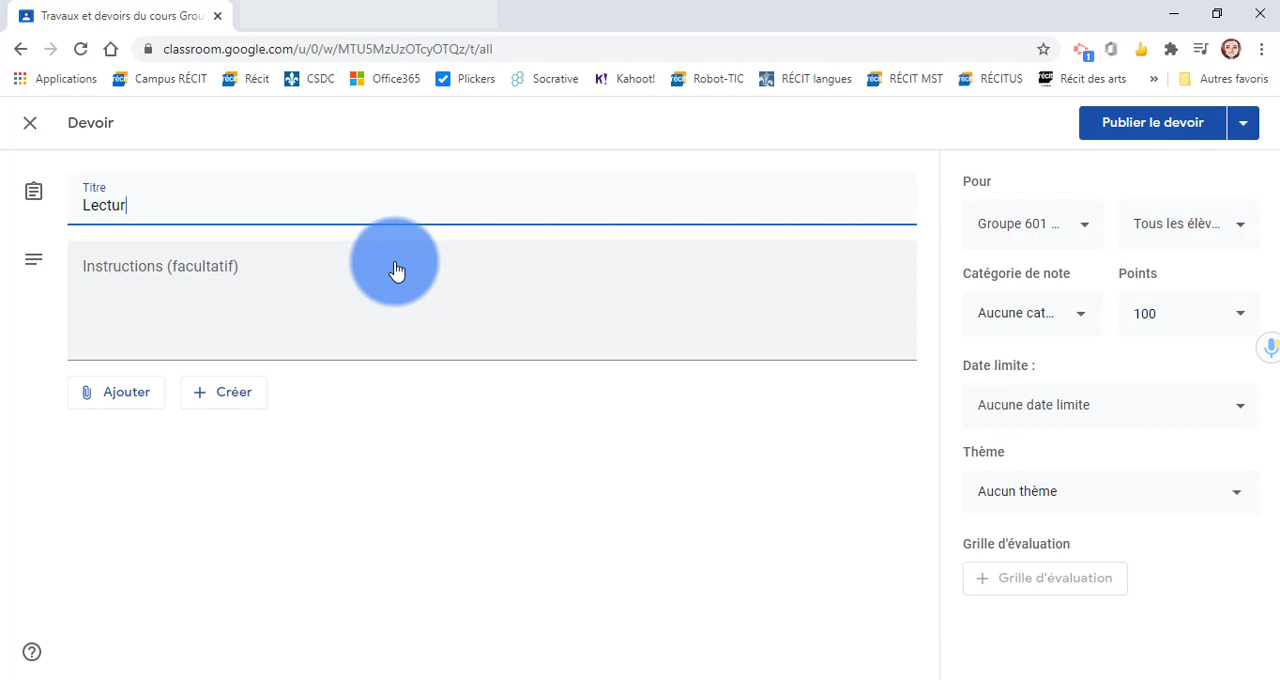 Travaux et devoirs du cours Grou
classroom.google.com/u/0/w/MTU5MzUzOTcyOTQz/t/all
1
Applications Campus RÉCIT Récit CSDC Office365 Plickers Socrative K! Kahoot! Robot-TIC RÉCIT langues RÉCIT MST RÉCITUS Récit des arts » Autres favoris
Devoir
Publier le devoir
Titre
Lectur
Instructions (facultatif)
Ajouter
Créer
Pour
Groupe 601 ... Tous les élèv...
Catégorie de note Points
Aucune cat... 100
Date limite :
Aucune date limite
Thème
Aucun thème
Grille d'évaluation
Grille d'évaluation